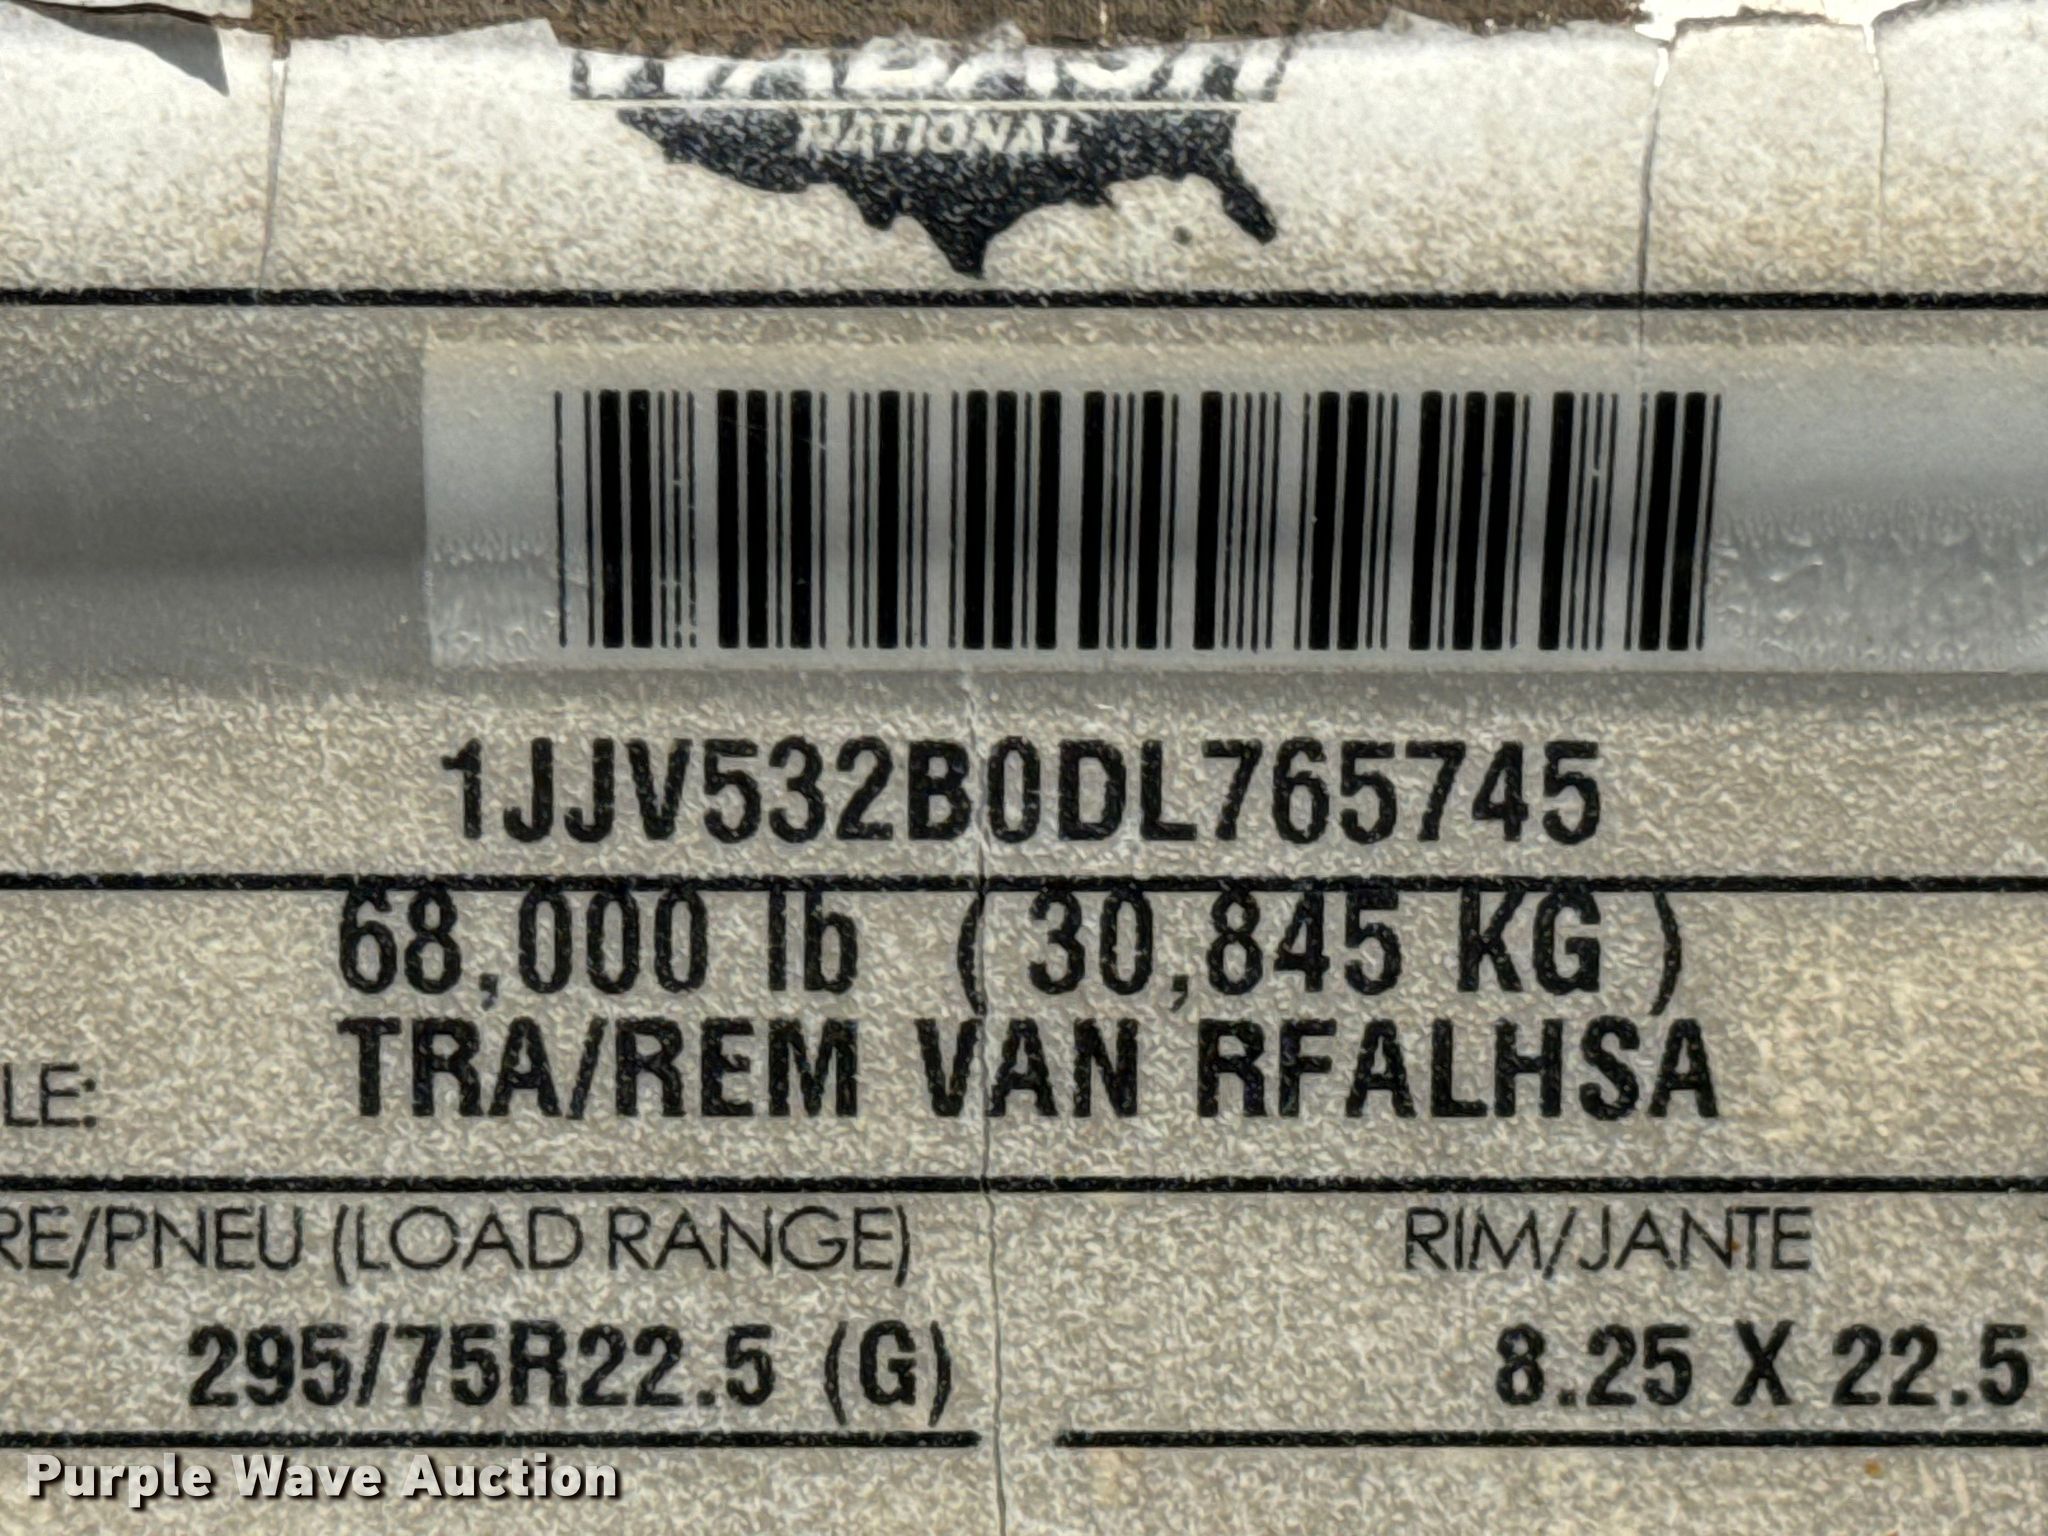 WABASH
NATIONAL
1JJV532B0DL765745
68,000 lb ( 30,845 KG )
LE: TRA/REM VAN RFALHSA
RE/PNEU (LOAD RANGE) RIM/JANTE
295/75R22.5 (G) 8.25 X 22.5
Purple Wave Auction